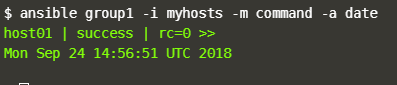 $ ansible group1 -i myhosts -m command -a date
host01 | success | rc=0 >>
Mon Sep 24 14:56:51 UTC 2018